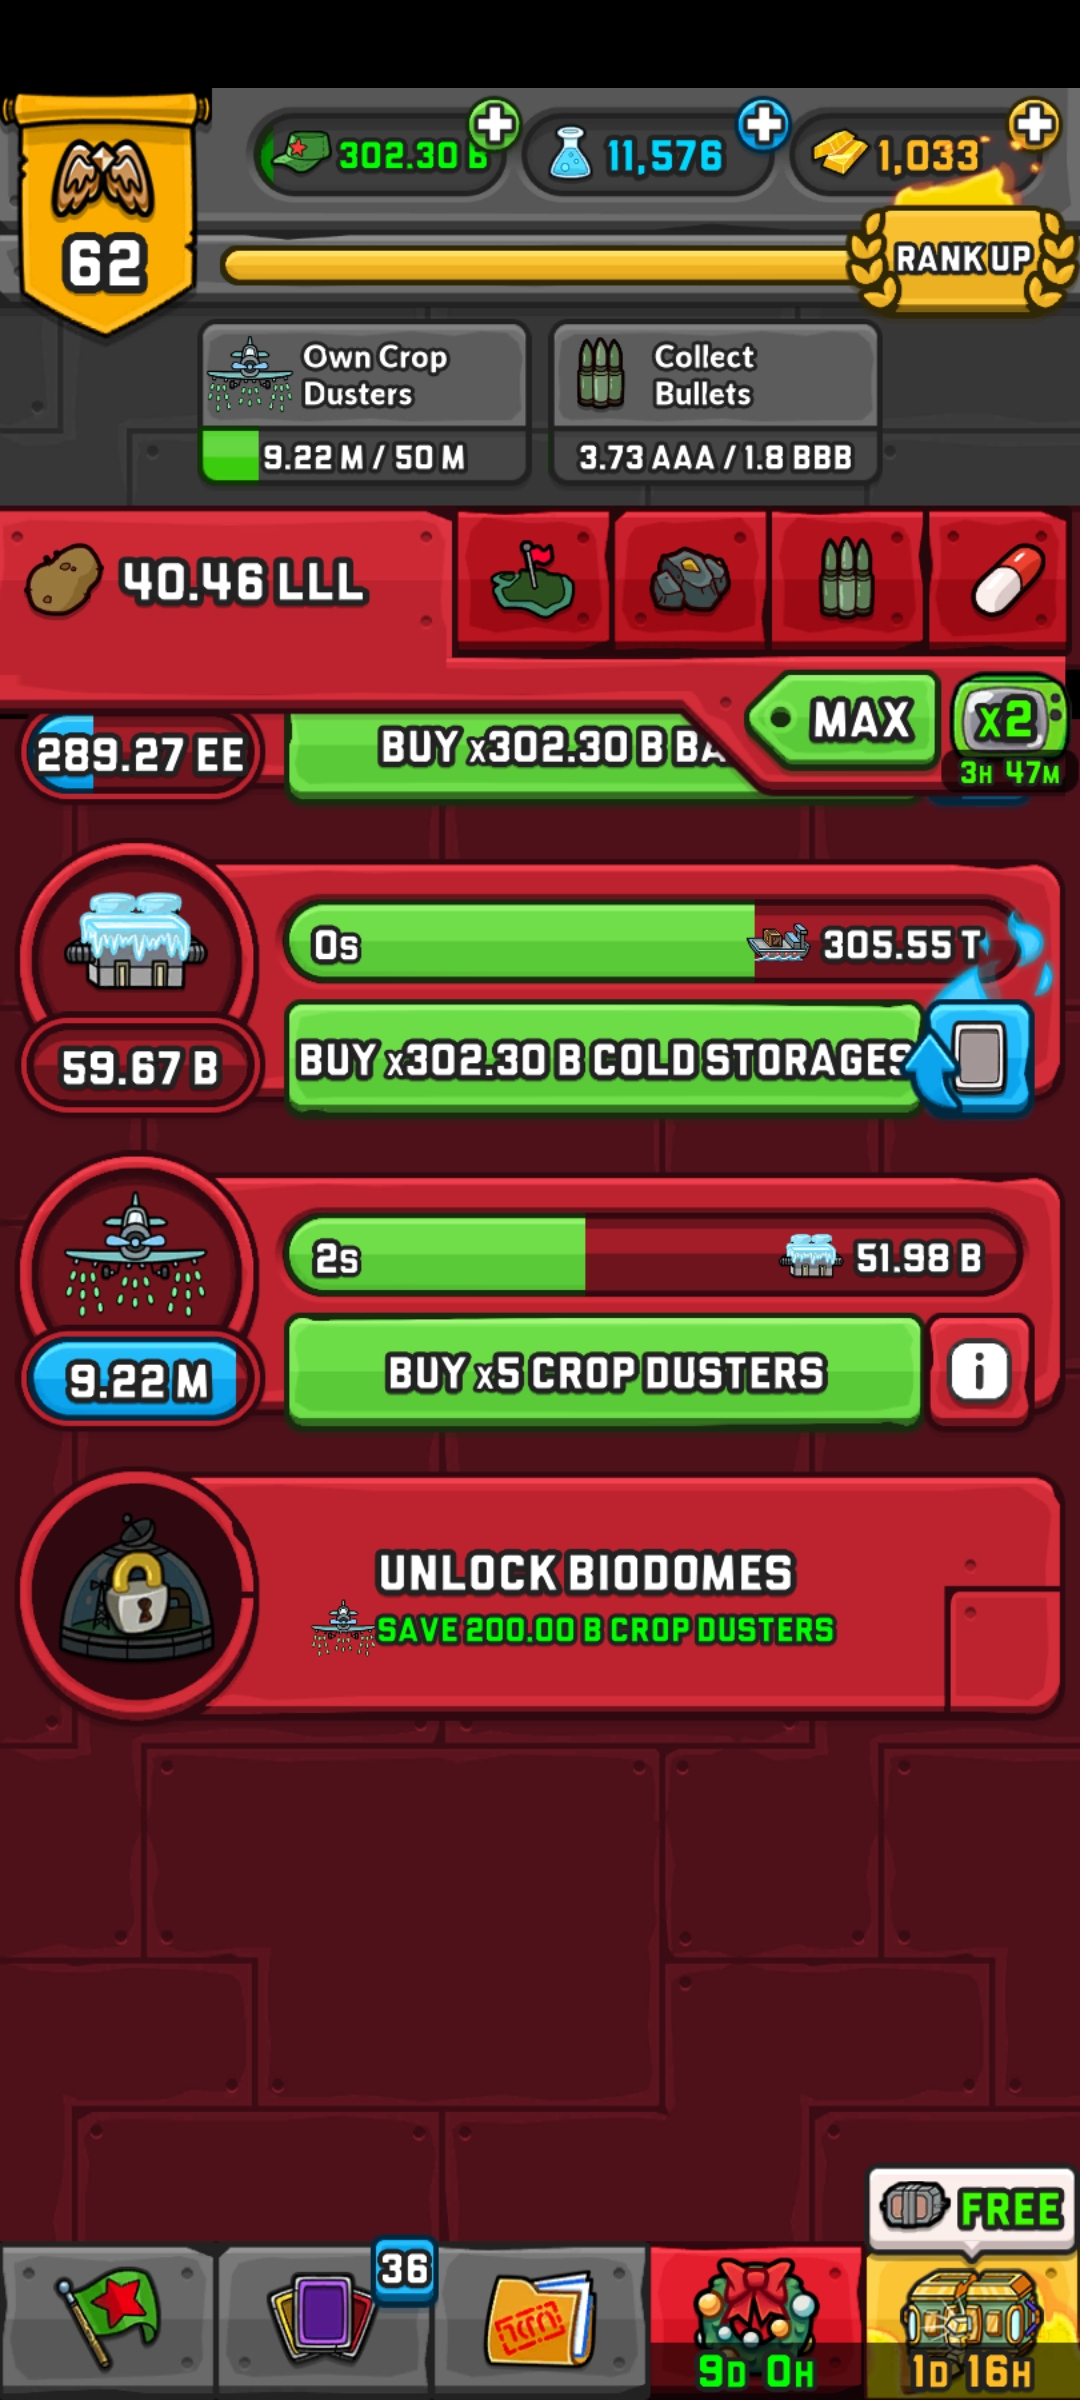 302.30 B
11,576
1,033
62
RANK UP
Own Crop
Dusters
Collect
Bullets
9.22 M / 50 M
3.73 AAA / 1.8 BBB
40.46 LLL
MAX
x2
3H 47M
289.27 EE
BUY x302.30 B BA
0s
305.55 T
59.67 B
BUY x302.30 B COLD STORAGES
2s
51.98 B
9.22 M
BUY x5 CROP DUSTERS
i
UNLOCK BIODOMES
SAVE 200.00 B CROP DUSTERS
FREE
36
9D 0H
1D 16H